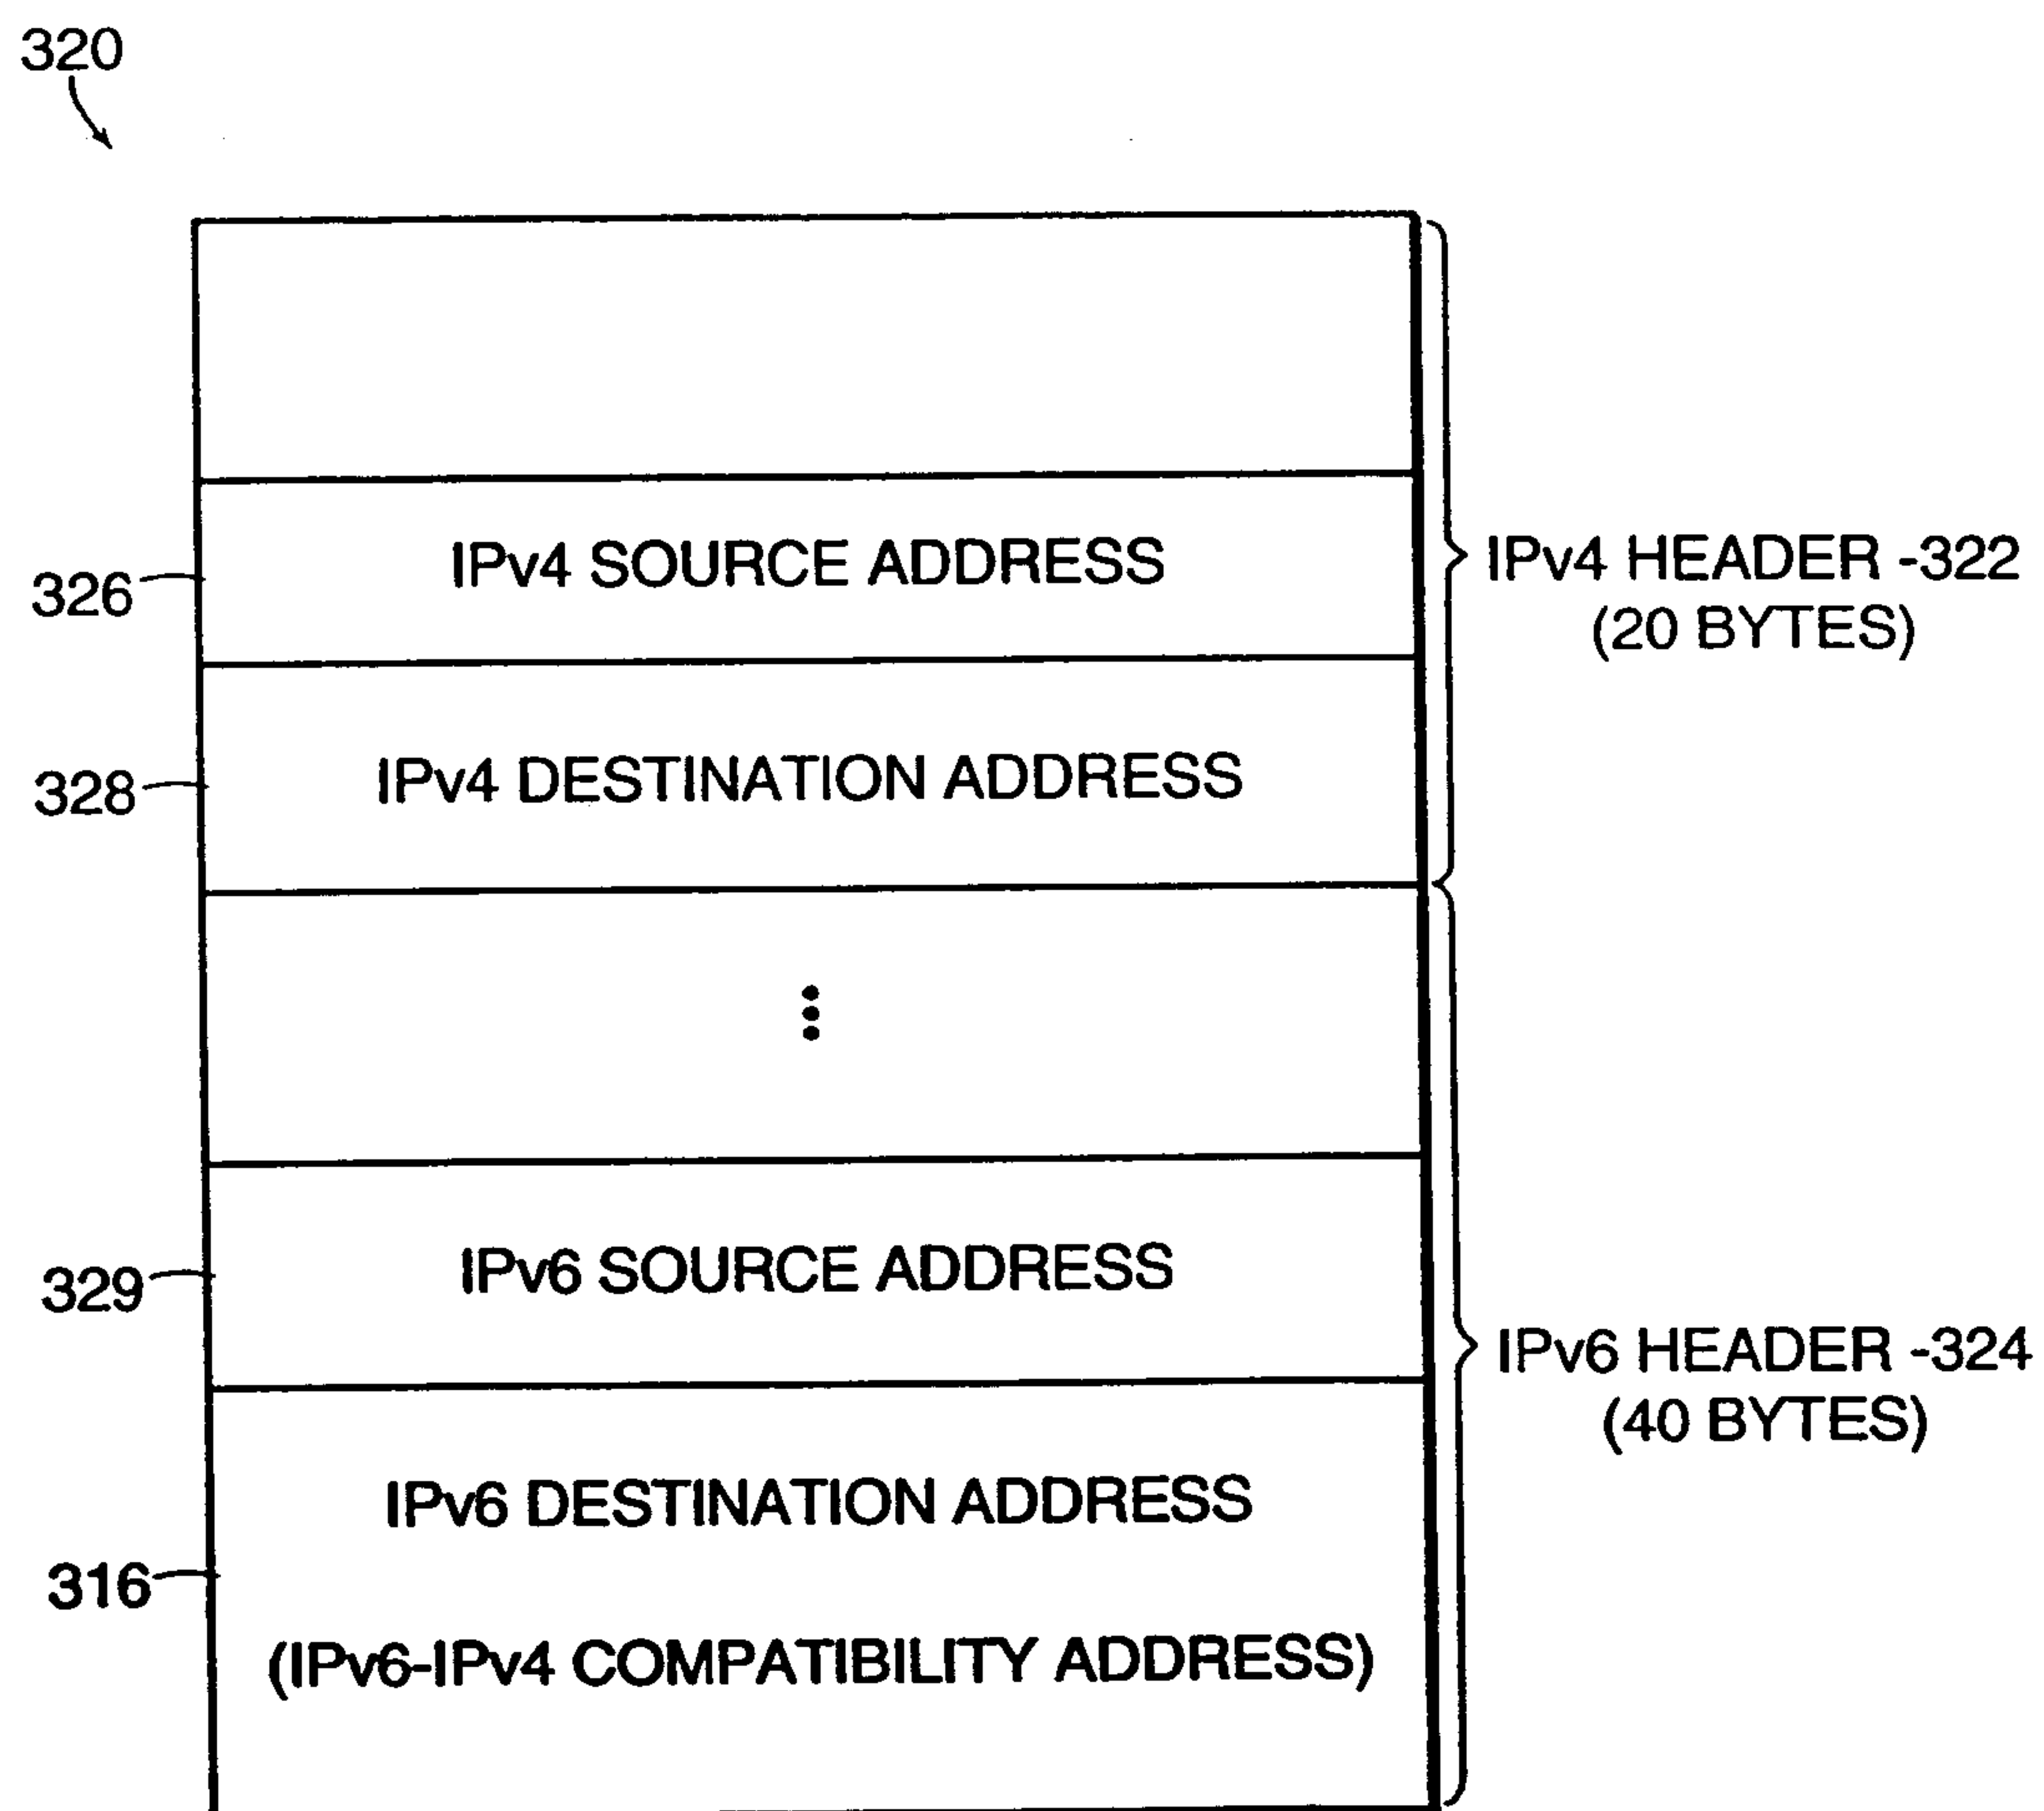 320
IPv4 SOURCE ADDRESS
326
IPv4 HEADER -322
(20 BYTES)
IPv4 DESTINATION ADDRESS
328
IPv6 SOURCE ADDRESS
329
IPv6 HEADER -324
(40 BYTES)
IPv6 DESTINATION ADDRESS
316
(IPv6-IPv4 COMPATIBILITY ADDRESS)